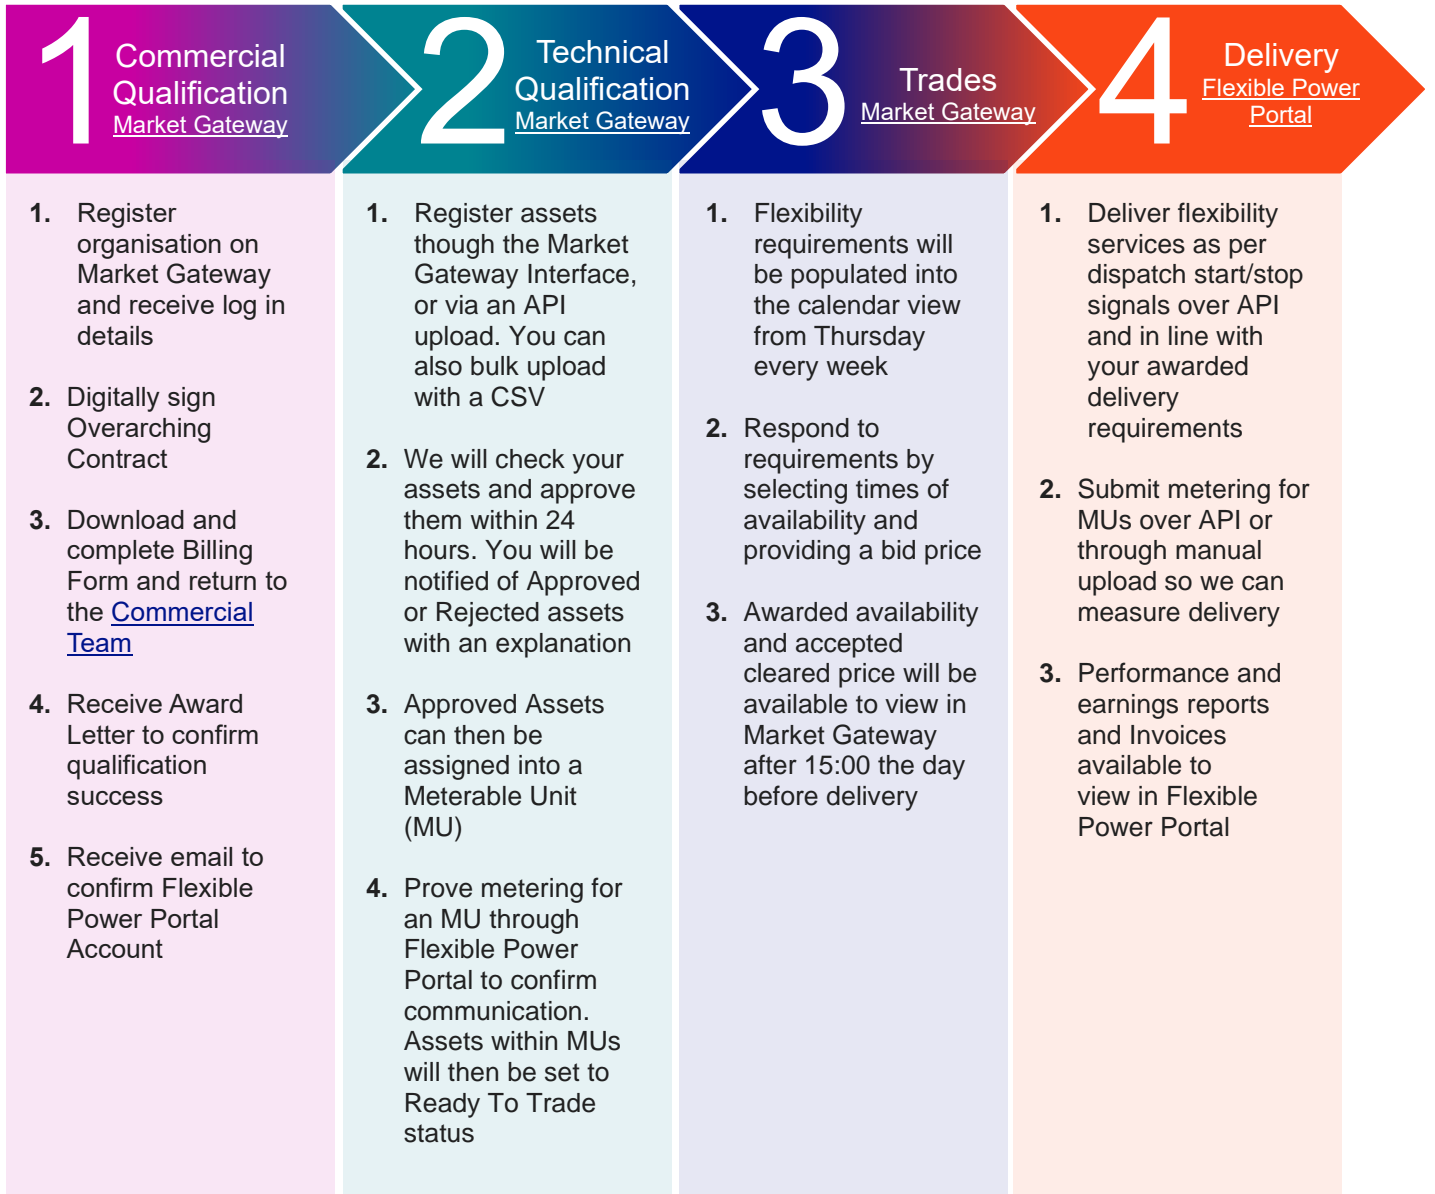 1
Commercial
Qualification
Market Gateway
1. Register
organisation on
Market Gateway
and receive log in
details
2. Digitally sign
Overarching
Contract
3. Download and
complete Billing
Form and return to
the Commercial
Team
4. Receive Award
Letter to confirm
qualification
success
5. Receive email to
confirm Flexible
Power Portal
Account
2
Technical
Qualification
Market Gateway
1. Register assets
though the Market
Gateway Interface,
or via an API
upload. You can
also bulk upload
with a CSV
2. We will check your
assets and approve
them within 24
hours. You will be
notified of Approved
or Rejected assets
with an explanation
3. Approved Assets
can then be
assigned into a
Meterable Unit
(MU)
4. Prove metering for
an MU through
Flexible Power
Portal to confirm
communication.
Assets within MUs
will then be set to
Ready To Trade
status
3
Trades
Market Gateway
1. Flexibility
requirements will
be populated into
the calendar view
from Thursday
every week
2. Respond to
requirements by
selecting times of
availability and
providing a bid price
3. Awarded availability
and accepted
cleared price will be
available to view in
Market Gateway
after 15:00 the day
before delivery
4
Delivery
Flexible Power
Portal
1. Deliver flexibility
services as per
dispatch start/stop
signals over API
and in line with
your awarded
delivery
requirements
2. Submit metering for
MUs over API or
through manual
upload so we can
measure delivery
3. Performance and
earnings reports
and Invoices
available to
view in Flexible
Power Portal